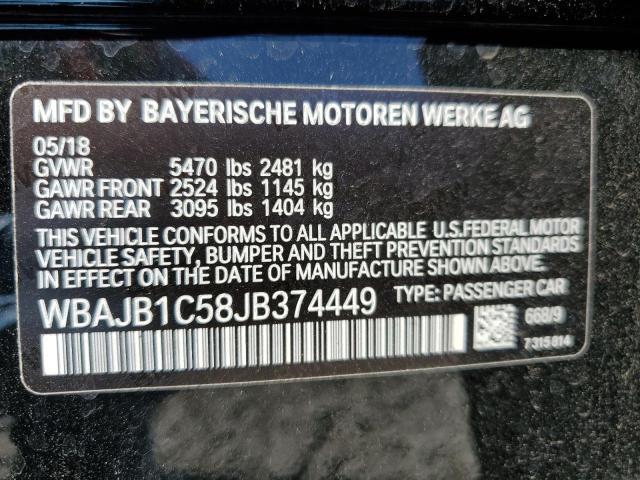 MFD BY BAYERISCHE MOTOREN WERKE AG
05/18
GVWR 5470 lbs 2481 kg
GAWR FRONT 2524 lbs 1145 kg
GAWR REAR 3095 lbs 1404 kg
THIS VEHICLE CONFORMS TO ALL APPLICABLE U.S.FEDERAL MOTOR
VEHICLE SAFETY, BUMPER AND THEFT PREVENTION STANDARDS
IN EFFECT ON THE DATE OF MANUFACTURE SHOWN ABOVE.
WBAJB1C58JB374449 TYPE: PASSENGER CAR
668/9
7315814